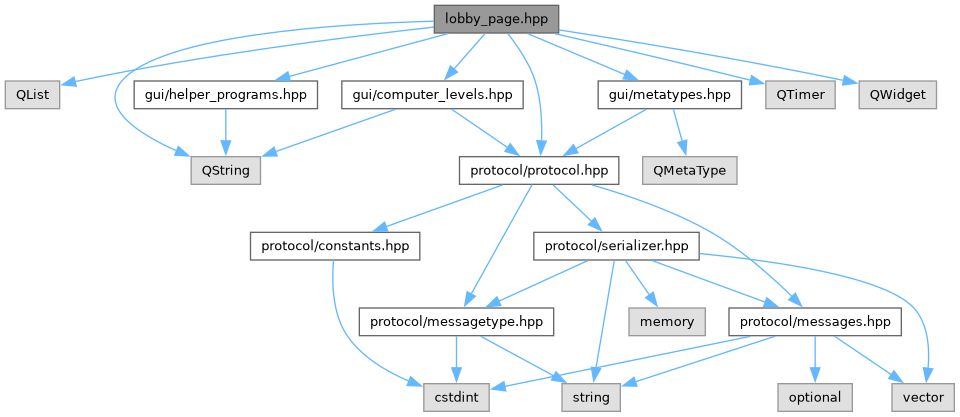 lobby_page.hpp
QList
gui/helper_programs.hpp
gui/computer_levels.hpp
gui/metatypes.hpp
QTimer
QWidget
QString
protocol/protocol.hpp
QMetaType
protocol/constants.hpp
protocol/serializer.hpp
protocol/messagetype.hpp
memory
protocol/messages.hpp
cstdint
string
optional
vector